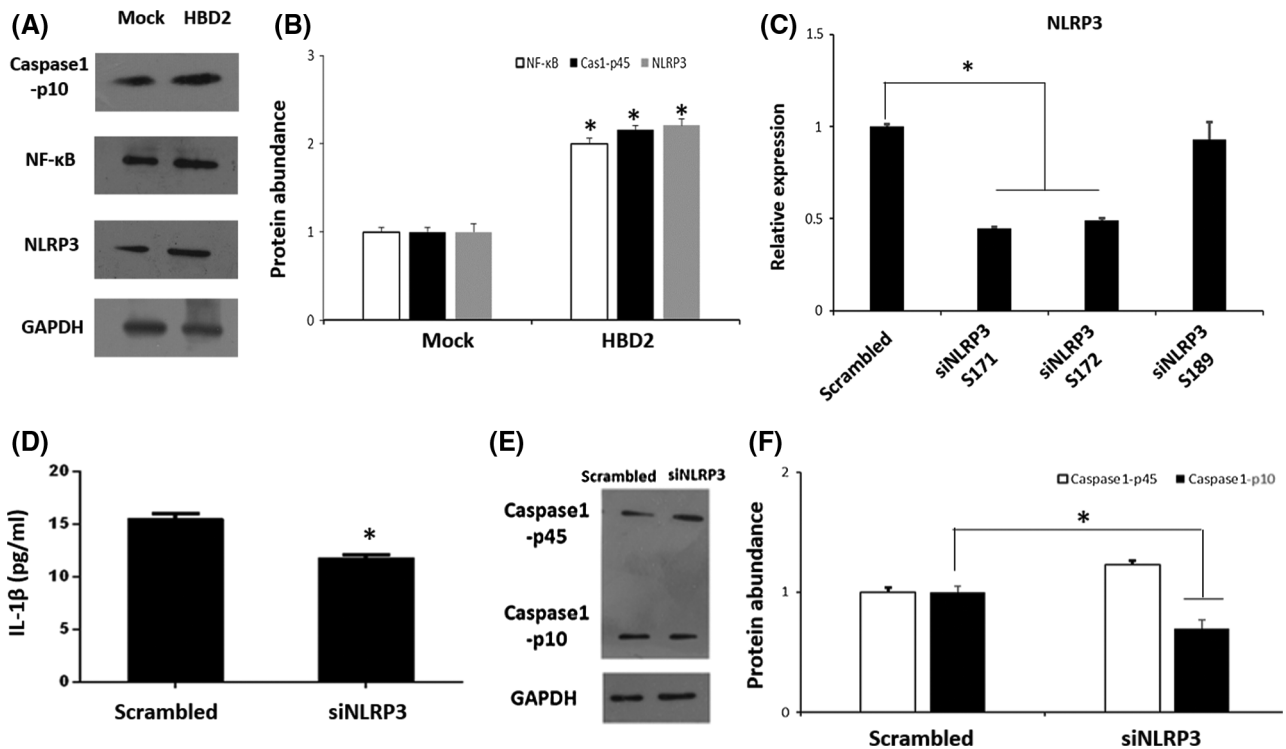 (A)
Mock HBD2
Caspase1
-p10
NF-κB
NLRP3
GAPDH
(B)
3
2
1
0
Protein abundance
NF-κB Cas1-p45 NLRP3
* * *
Mock HBD2
(C)
NLRP3
1.5
1
0.5
0
Relative expression
*
Scrambled
siNLRP3
S171
siNLRP3
S172
siNLRP3
S189
(D)
20
15
10
5
0
IL-1β (pg/ml)
*
Scrambled siNLRP3
(E)
Scrambled siNLRP3
Caspase1
-p45
Caspase1
-p10
GAPDH
(F)
2
1
0
Protein abundance
Caspase1-p45 Caspase1-p10
*
Scrambled siNLRP3